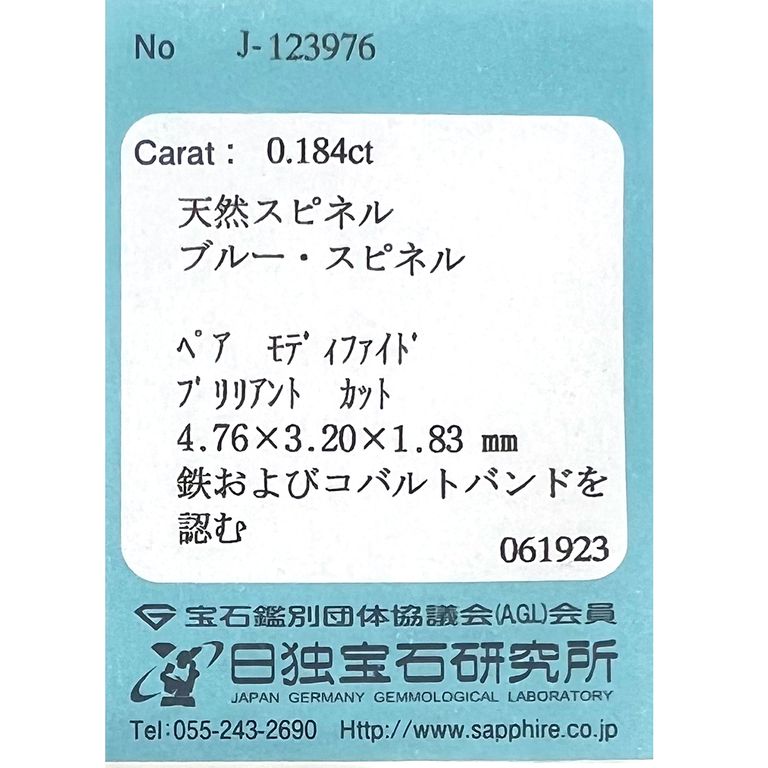 No J-123976
Carat: 0.184ct
天然スピネル
ブルー・スピネル
ﾍﾟｱ ﾓﾃﾞｨﾌｧｲﾄﾞ
ﾌﾞﾘﾘｱﾝﾄ ｶｯﾄ
4.76×3.20×1.83 mm
鉄およびコバルトバンドを
認む
061923
宝石鑑別団体協議会(AGL)会員
日独宝石研究所
JAPAN GERMANY GEMMOLOGICAL LABORATORY
Tel:055-243-2690 Http://www.sapphire.co.jp